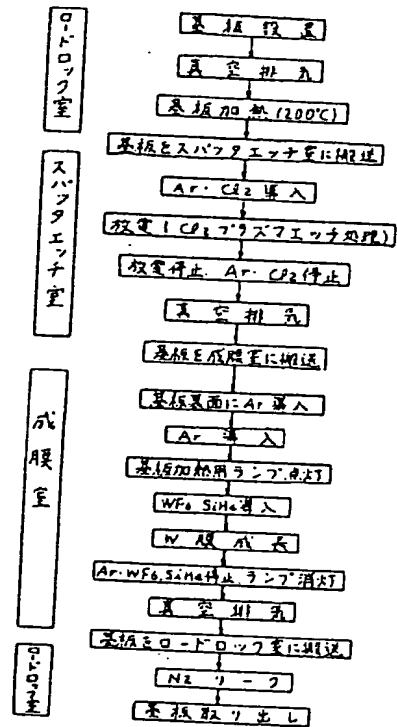 ロードロック室
基板設置
真空排気
基板加熱(200℃)
基板をスパッタエッチ室に搬送
スパッタエッチ室
Ar・Cl2導入
放電(Cl2プラズマエッチ処理)
放電停止、Ar・Cl2停止
真空排気
基板を成膜室に搬送
成膜室
基板裏面にAr導入
Ar導入
基板加熱用ランプ点灯
WF6、SiH4導入
W膜成長
Ar・WF6、SiH4停止、ランプ消灯
真空排気
基板をロードロック室に搬送
ロードロック室
N2リーク
基板取り出し